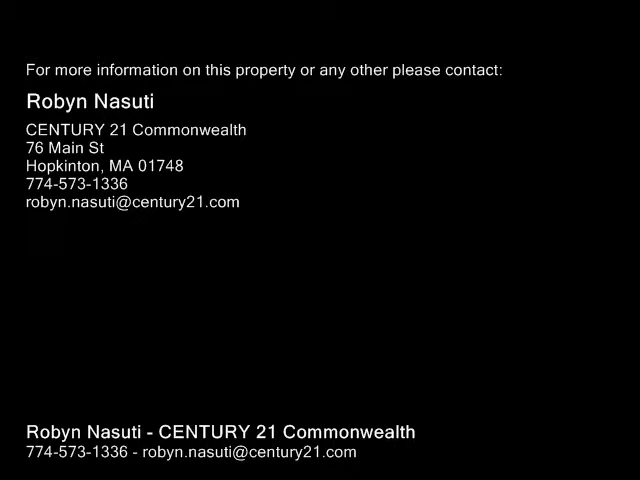 For more information on this property or any other please contact:
Robyn Nasuti
CENTURY 21 Commonwealth
76 Main St
Hopkinton, MA 01748
774-573-1336
robyn.nasuti@century21.com
Robyn Nasuti - CENTURY 21 Commonwealth
774-573-1336 - robyn.nasuti@century21.com